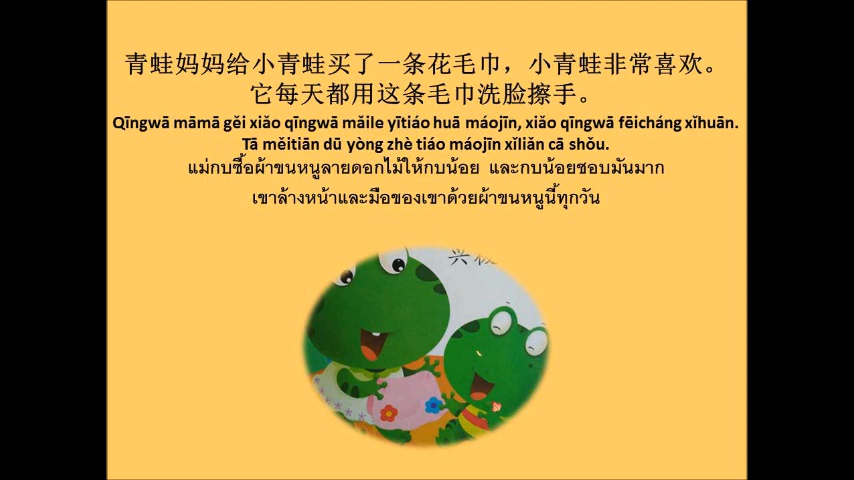 青蛙妈妈给小青蛙买了一条花毛巾，小青蛙非常喜欢。
它每天都用这条毛巾洗脸擦手。
Qīngwā māmā gěi xiǎo qīngwā mǎile yītiáo huā máojīn, xiǎo qīngwā fēicháng xǐhuān.
Tā měitiān dū yòng zhè tiáo máojīn xǐliǎn cā shǒu.
แม่กบซื้อผ้าขนหนูลายดอกไม้ให้กบน้อย และกบน้อยชอบมันมาก
เขาล้างหน้าและมือของเขาด้วยผ้าขนหนูนี้ทุกวัน